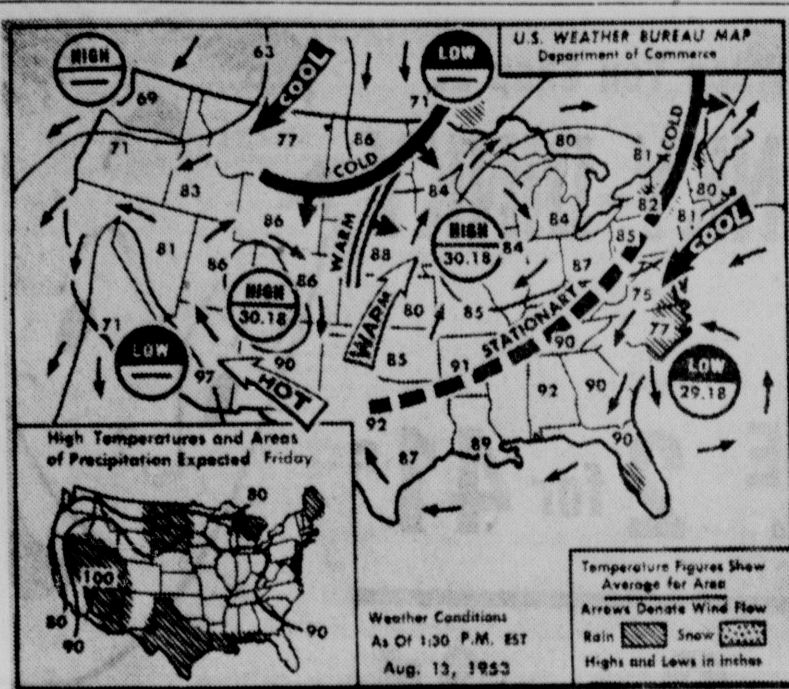 U.S. WEATHER BUREAU MAP
Department of Commerce
HIGH
63
COOL
LOW
69
71
71
77
86
COLD
80
81
COLD
83
84
82
80
81
86
WARM
88
HIGH
30.18
84
84
85
COOL
81
86
86
87
75
HIGH
30.18
WARM
80
85
STATIONARY
77
71
LOW
90
85
91
90
LOW
29.18
97
HOT
92
92
90
87
89
90
High Temperatures and Areas
of Precipitation Expected Friday
80
100
80
90
90
Weather Conditions
As Of 1:30 P.M. EST
Aug. 13, 1953
Temperature Figures Show
Average for Area
Arrows Denote Wind Flow
Rain Snow
Highs and Lows in inches